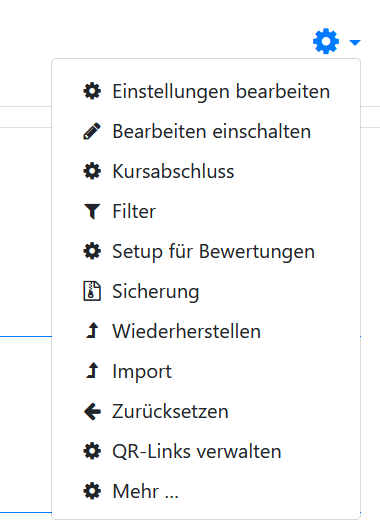 Einstellungen bearbeiten
Bearbeiten einschalten
Kursabschluss
Filter
Setup für Bewertungen
Sicherung
Wiederherstellen
Import
Zurücksetzen
QR-Links verwalten
Mehr ...